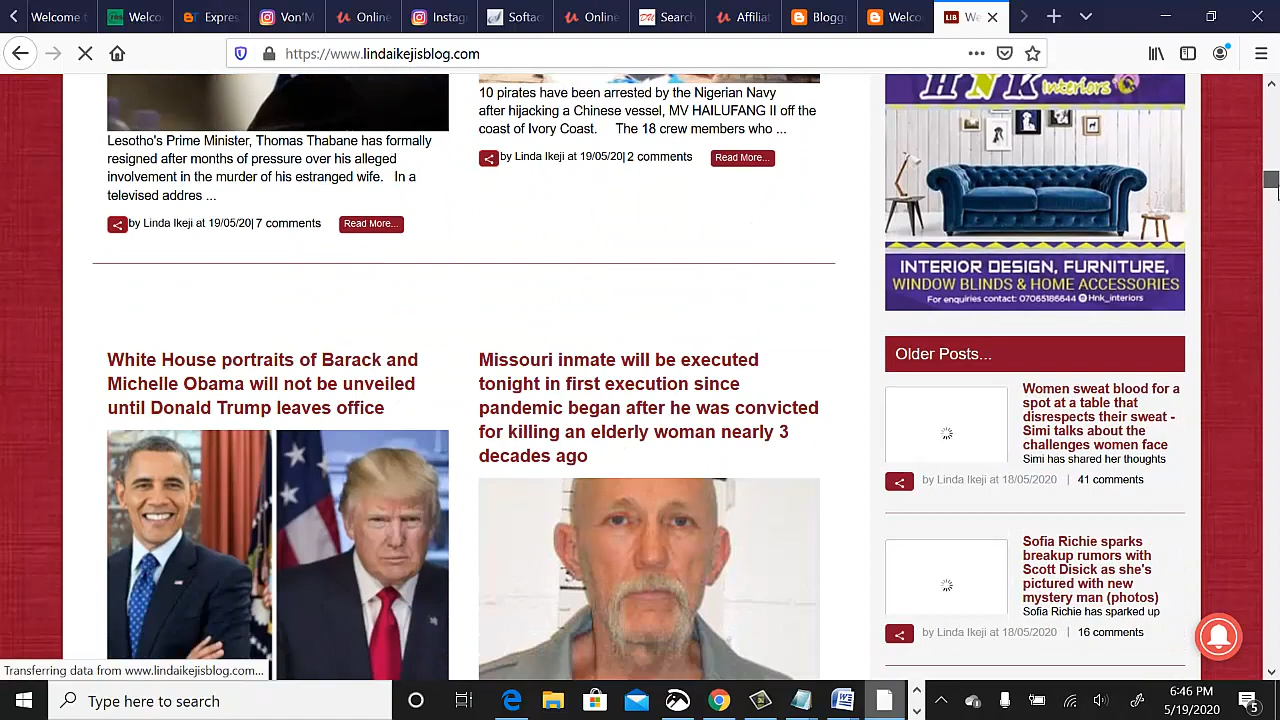 Welcome t
Welco
Expres
Von'M
Online
Instag
Softac
Online
Search
Affiliat
Blogg
Welco
LIB
We
https://www.lindaikejisblog.com
Lesotho's Prime Minister, Thomas Thabane has formally
resigned after months of pressure over his alleged
involvement in the murder of his estranged wife. In a
televised addres ...
by Linda Ikeji at 19/05/20| 7 comments
Read More...
10 pirates have been arrested by the Nigerian Navy
after hijacking a Chinese vessel, MV HAILUFANG II off the
coast of Ivory Coast. The 18 crew members who ...
by Linda Ikeji at 19/05/20| 2 comments
Read More...
White House portraits of Barack and
Michelle Obama will not be unveiled
until Donald Trump leaves office
Missouri inmate will be executed
tonight in first execution since
pandemic began after he was convicted
for killing an elderly woman nearly 3
decades ago
HNK
interiors
INTERIOR DESIGN, FURNITURE,
WINDOW BLINDS & HOME ACCESSORIES
For enquiries contact: 07065186644 Hnk_interiors
Older Posts...
Women sweat blood for a
spot at a table that
disrespects their sweat -
Simi talks about the
challenges women face
Simi has shared her thoughts
by Linda Ikeji at 18/05/2020 | 41 comments
Sofia Richie sparks
breakup rumors with
Scott Disick as she's
pictured with new
mystery man (photos)
Sofia Richie has sparked up
by Linda Ikeji at 18/05/2020 | 16 comments
Transferring data from www.lindaikejisblog.com...
Type here to search
6:46 PM
5/19/2020
5